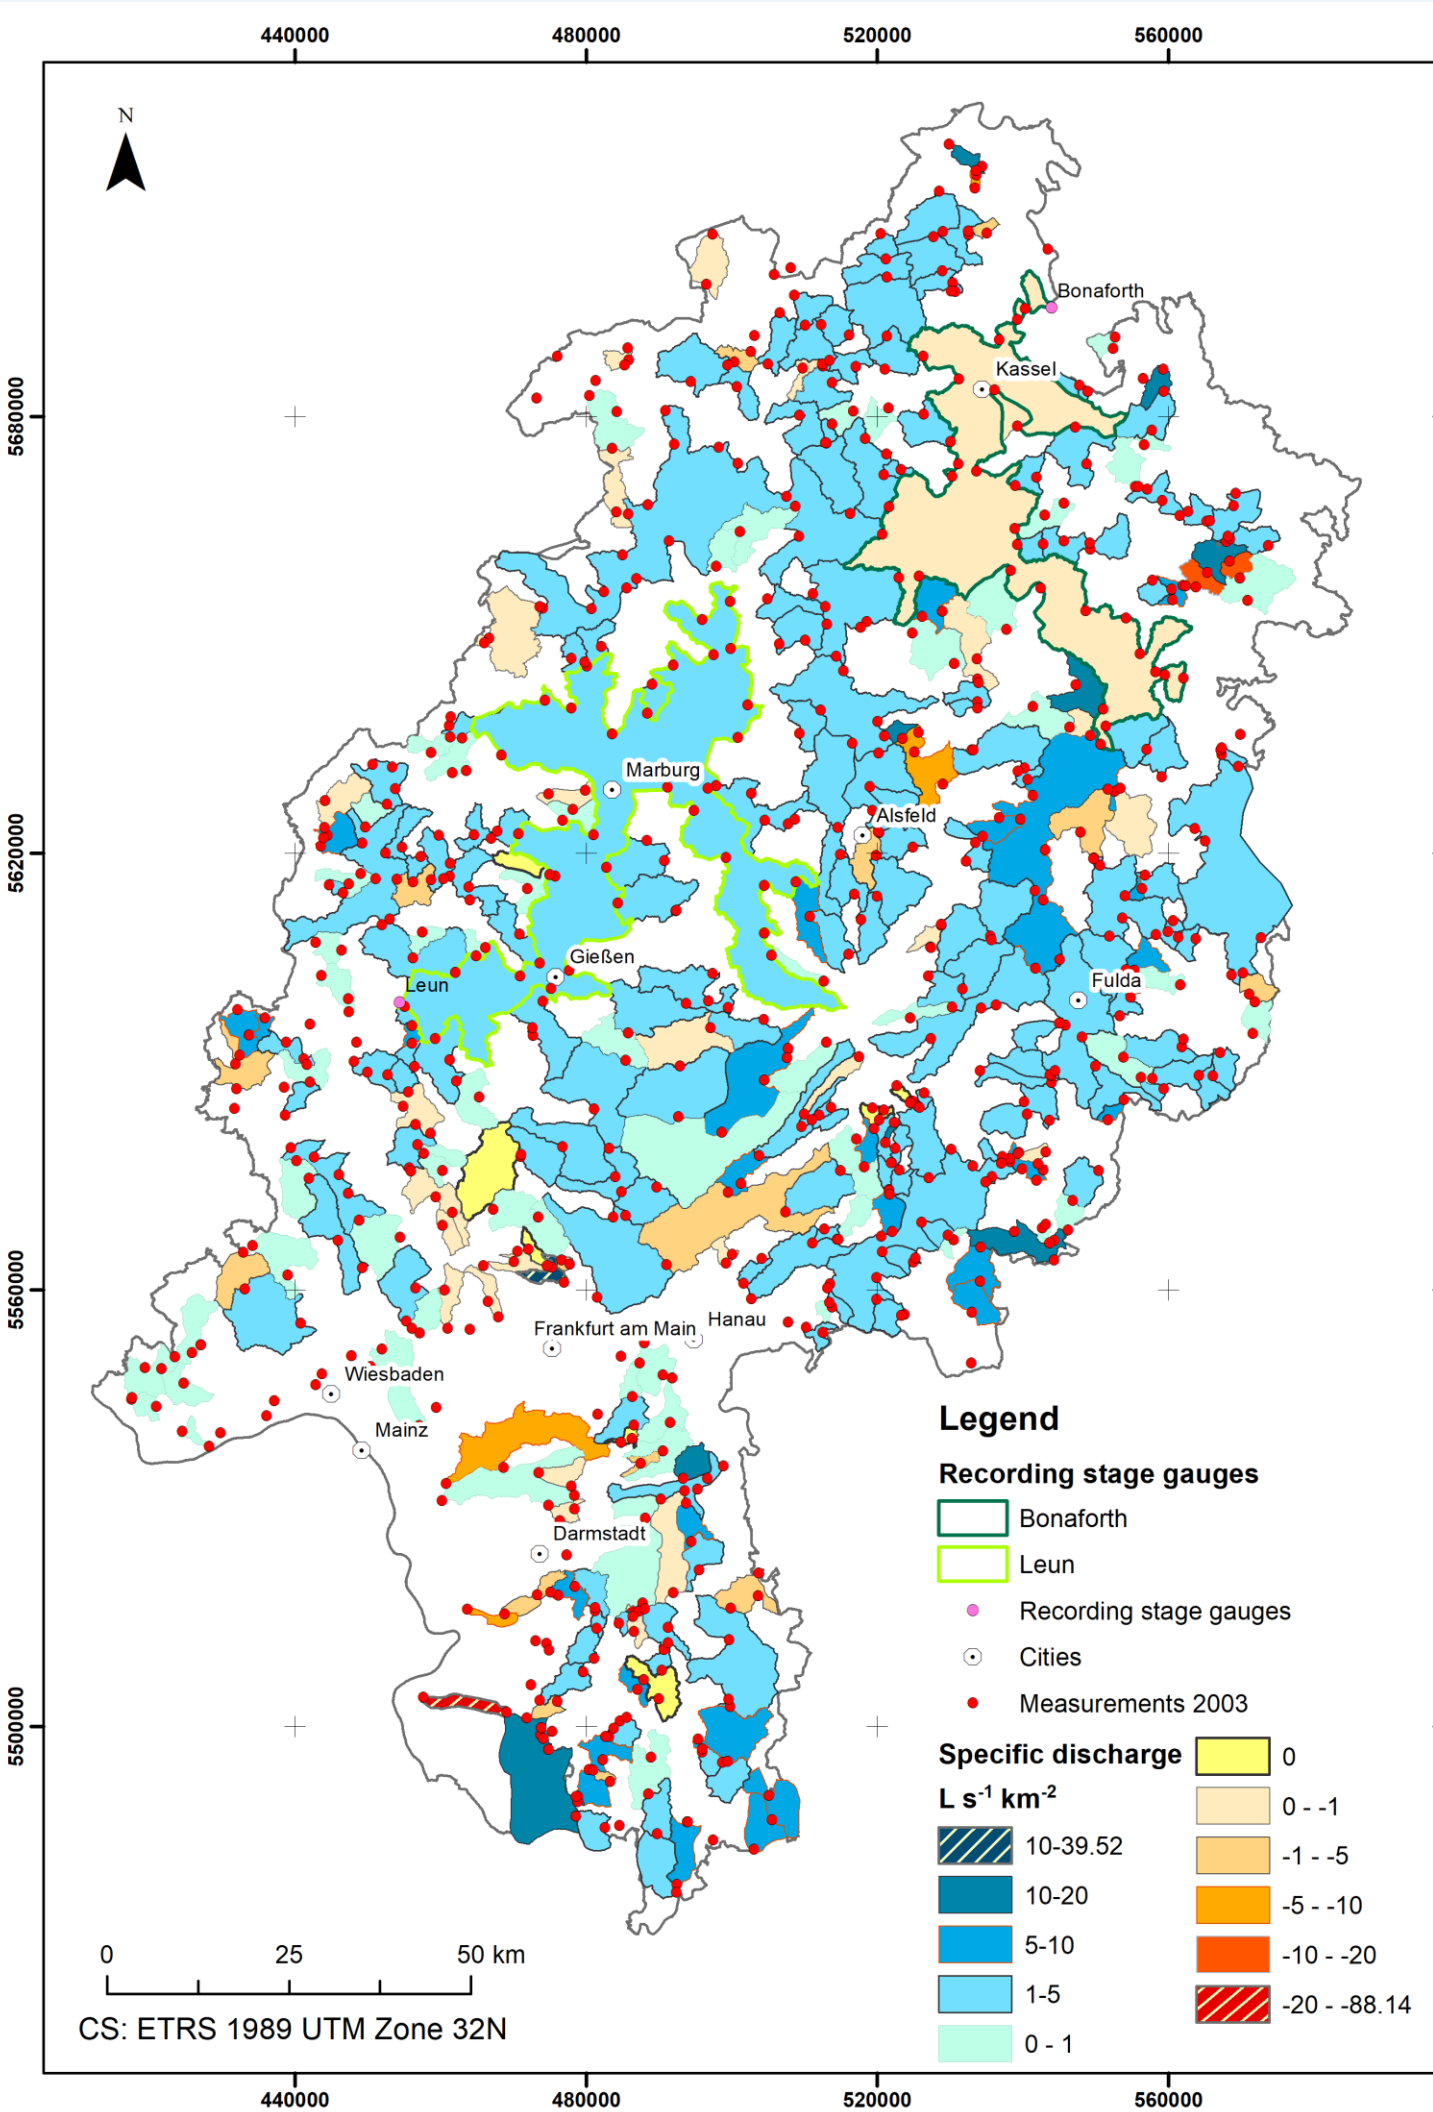 440000 480000 520000 560000
N
Bonaforth
Kassel
5680000
Marburg
Alsfeld
5620000
Gießen
Leun
Fulda
5560000
Hanau
Frankfurt am Main
Wiesbaden
Mainz
Darmstadt
5500000
Legend
Recording stage gauges
Bonaforth
Leun
Recording stage gauges
Cities
Measurements 2003
Specific discharge
L s⁻¹ km⁻²
10-39.52
10-20
5-10
1-5
0 - 1
0
0 - -1
-1 - -5
-5 - -10
-10 - -20
-20 - -88.14
0 25 50 km
CS: ETRS 1989 UTM Zone 32N
440000 480000 520000 560000